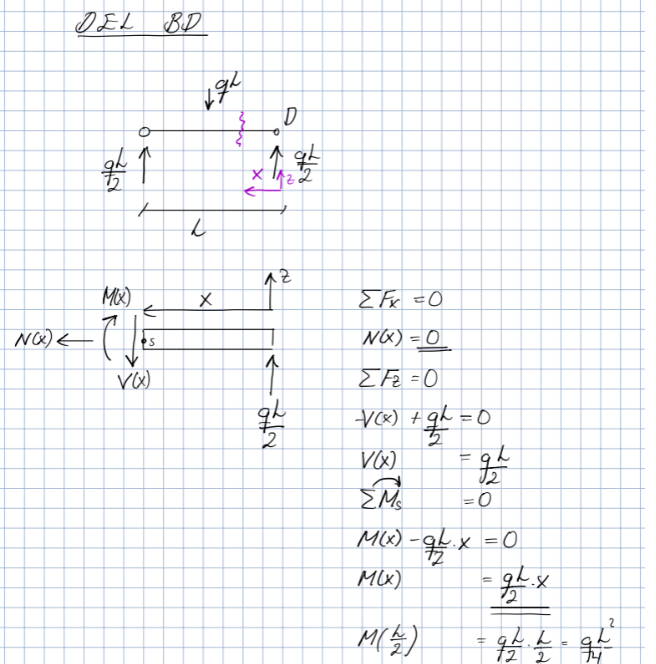 DEL BD
qL
D
qL/2
qL/2
x
z
L
z
M(x)
x
N(x)
s
V(x)
qL/2
ΣFx = 0
N(x) = 0
ΣFz = 0
-V(x) + qL/2 = 0
V(x) = qL/2
ΣMs = 0
M(x) - qL/2 · x = 0
M(x) = qL/2 · x
M(L/2) = qL/2 · L/2 = qL²/4